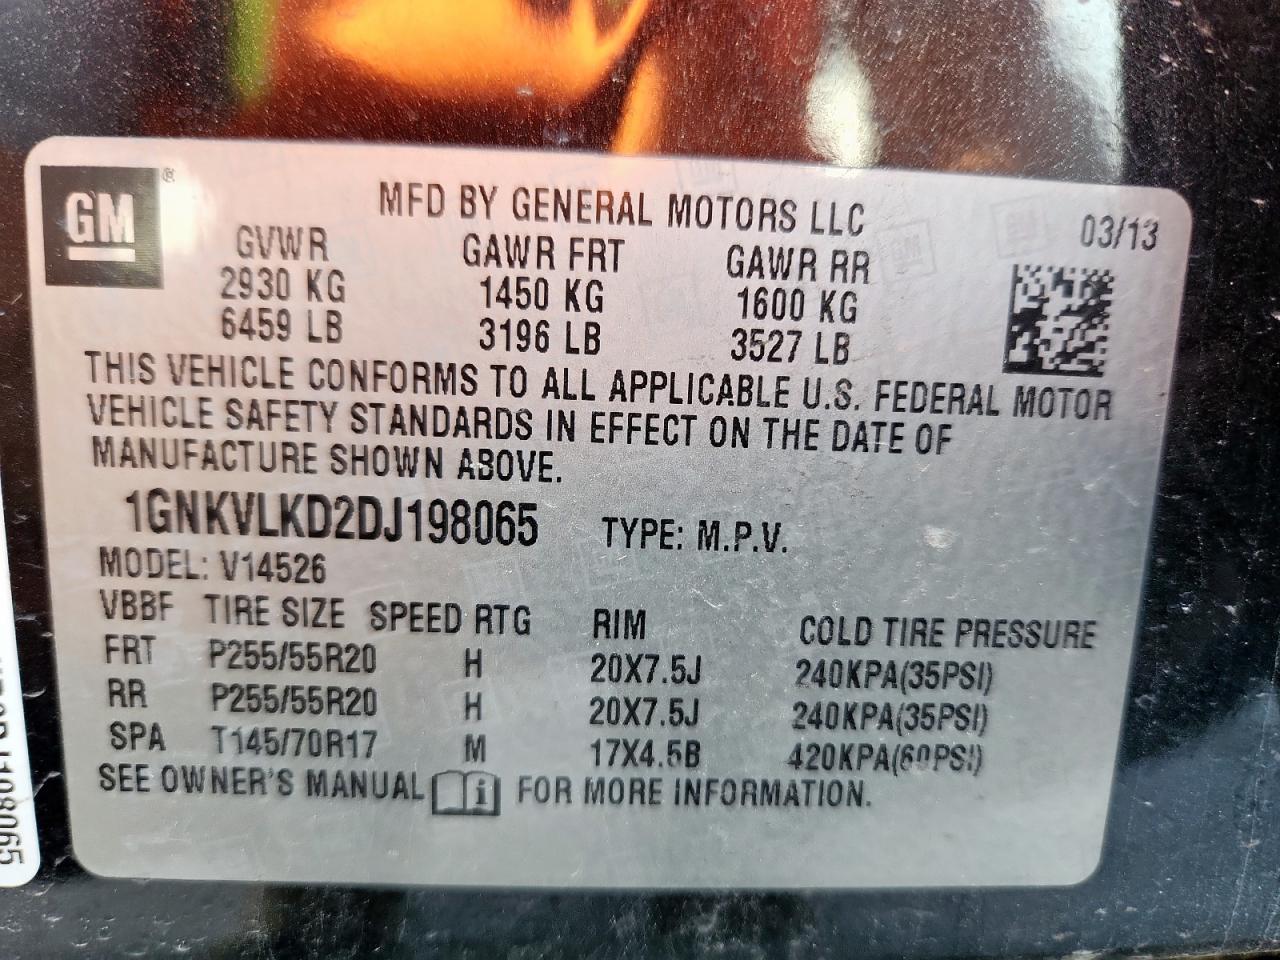 GM ®
MFD BY GENERAL MOTORS LLC
03/13
GVWR GAWR FRT GAWR RR
2930 KG 1450 KG 1600 KG
6459 LB 3196 LB 3527 LB
THIS VEHICLE CONFORMS TO ALL APPLICABLE U.S. FEDERAL MOTOR
VEHICLE SAFETY STANDARDS IN EFFECT ON THE DATE OF
MANUFACTURE SHOWN ABOVE.
1GNKVLKD2DJ198065 TYPE: M.P.V.
MODEL: V14526
VBBF TIRE SIZE SPEED RTG RIM COLD TIRE PRESSURE
FRT P255/55R20 H 20X7.5J 240KPA(35PSI)
RR P255/55R20 H 20X7.5J 240KPA(35PSI)
SPA T145/70R17 M 17X4.5B 420KPA(60PSI)
SEE OWNER'S MANUAL i FOR MORE INFORMATION.